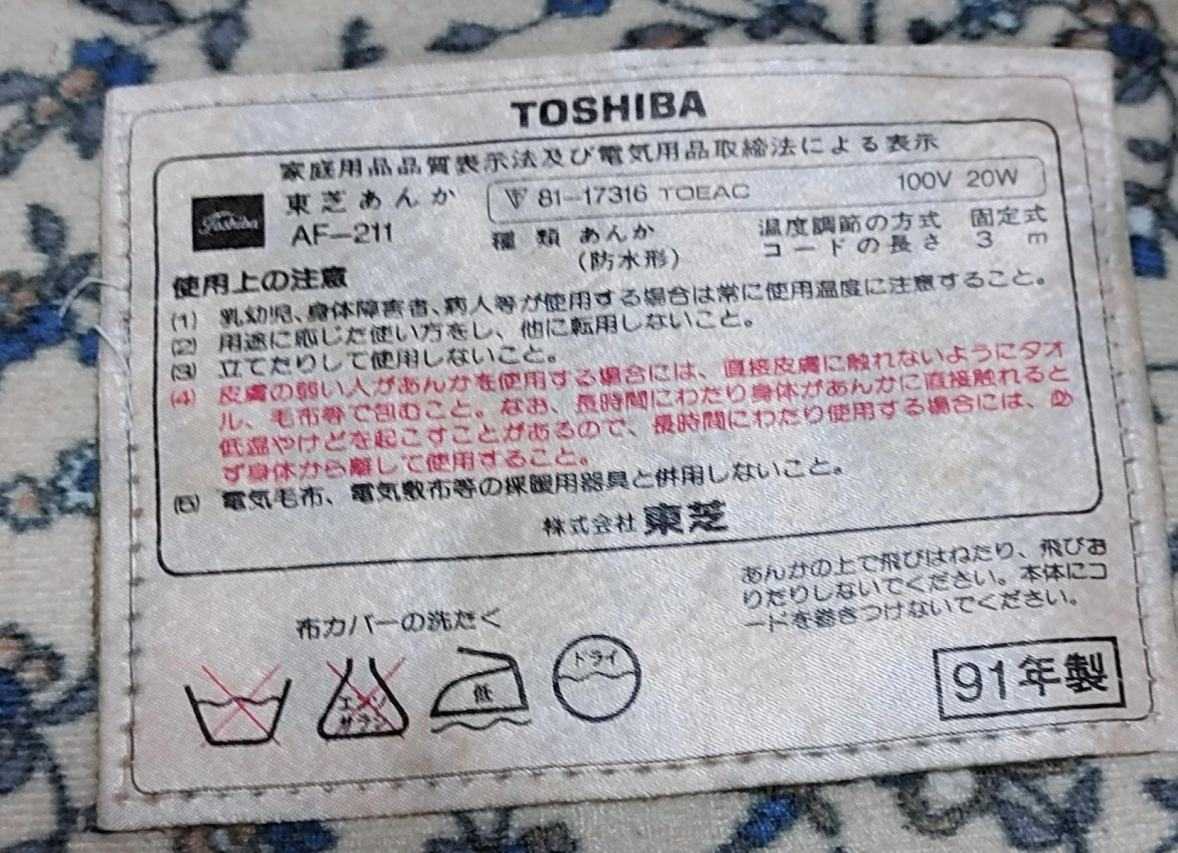 TOSHIBA
家庭用品品質表示法及び電気用品取締法による表示
Toshiba
東芝あんか
AF-211
81-17316 TOEAC 100V 20W
種類 あんか
(防水形)
温度調節の方式 固定式
コードの長さ 3 m
使用上の注意
(1) 乳幼児、身体障害者、病人等が使用する場合は常に使用温度に注意すること。
(2) 用途に応じた使い方をし、他に転用しないこと。
(3) 立てたりして使用しないこと。
(4) 皮膚の弱い人があんかを使用する場合には、直接皮膚に触れないようにタオ
ル、毛布等で包むこと。なお、長時間にわたり身体があんかに直接触れると
低温やけどを起こすことがあるので、長時間にわたり使用する場合には、必
ず身体から離して使用すること。
(5) 電気毛布、電気敷布等の採暖用器具と併用しないこと。
株式会社 東芝
あんかの上で飛びはねたり、飛びお
りたりしないでください。本体にコ
ードを巻きつけないでください。
布カバーの洗たく
エンソ
サラシ
低
ドライ
91年製